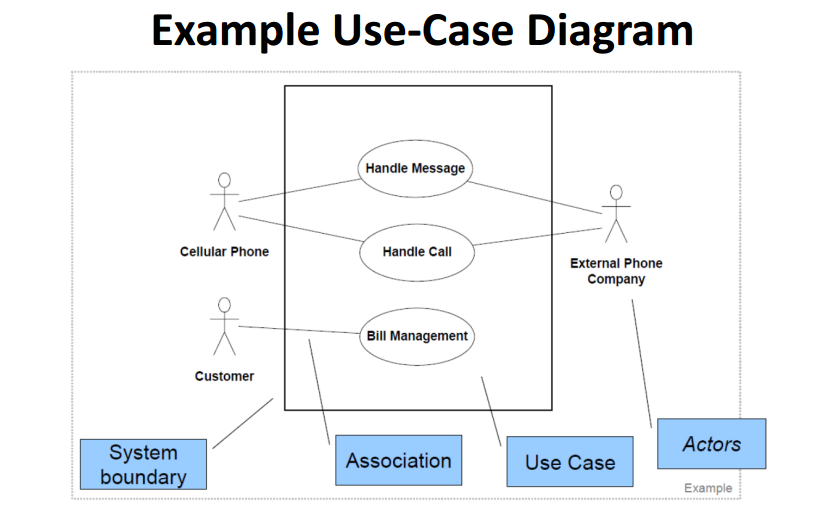 Example Use-Case Diagram
Handle Message
Cellular Phone
Handle Call
External Phone
Company
Customer
Bill Management
System
boundary
Association
Use Case
Actors
Example